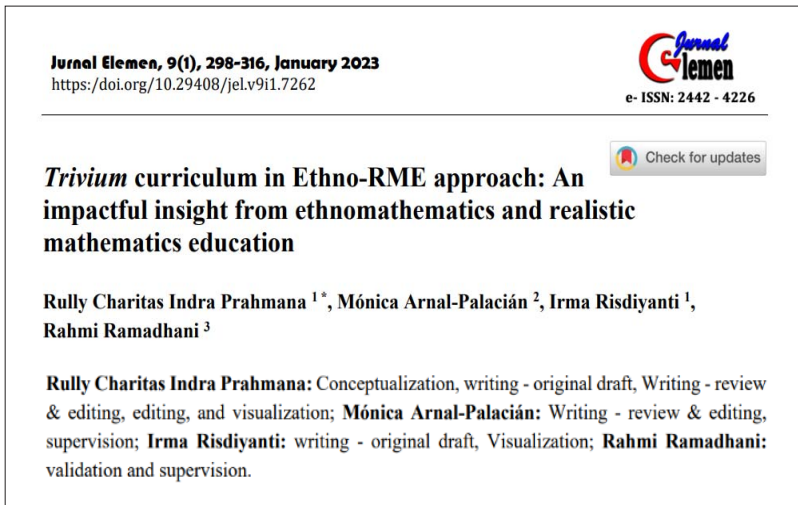 Jurnal Elemen, 9(1), 298-316, January 2023
https:/doi.org/10.29408/jel.v9i1.7262
Jurnal
Elemen
e- ISSN: 2442 - 4226
Check for updates
Trivium curriculum in Ethno-RME approach: An
impactful insight from ethnomathematics and realistic
mathematics education
Rully Charitas Indra Prahmana 1 *, Mónica Arnal-Palacián 2, Irma Risdiyanti 1,
Rahmi Ramadhani 3
Rully Charitas Indra Prahmana: Conceptualization, writing - original draft, Writing - review
& editing, editing, and visualization; Mónica Arnal-Palacián: Writing - review & editing,
supervision; Irma Risdiyanti: writing - original draft, Visualization; Rahmi Ramadhani:
validation and supervision.